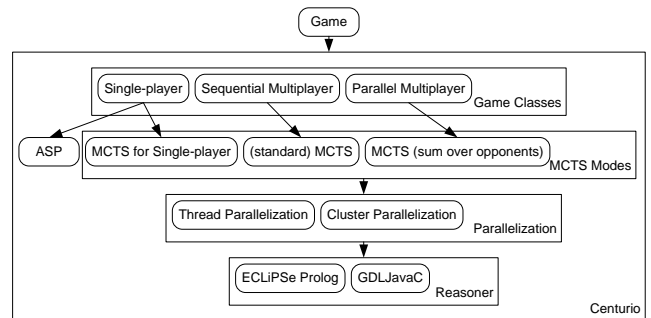 Game
Single-player
Sequential Multiplayer
Parallel Multiplayer
Game Classes
ASP
MCTS for Single-player
(standard) MCTS
MCTS (sum over opponents)
MCTS Modes
Thread Parallelization
Cluster Parallelization
Parallelization
ECLiPSe Prolog
GDLJavaC
Reasoner
Centurio